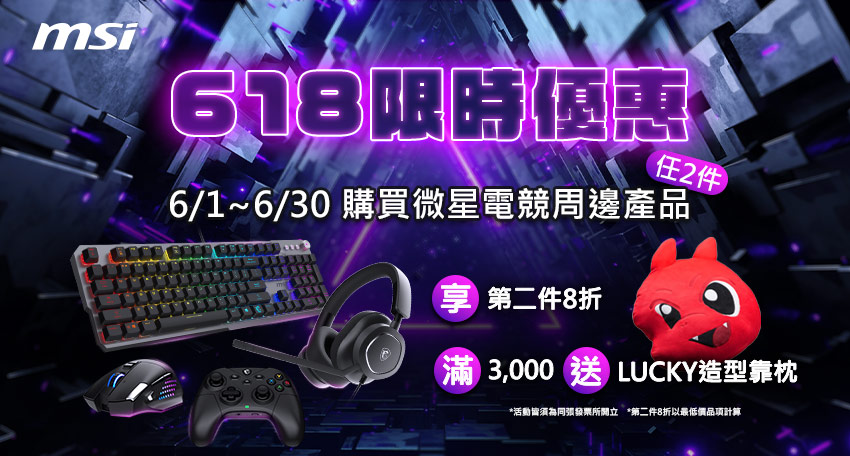 msi
618限時優惠
任2件
6/1~6/30 購買微星電競周邊產品
享 第二件8折
滿 3,000 送 LUCKY造型靠枕
*活動皆須為同張發票所開立 *第二件8折以最低價品項計算